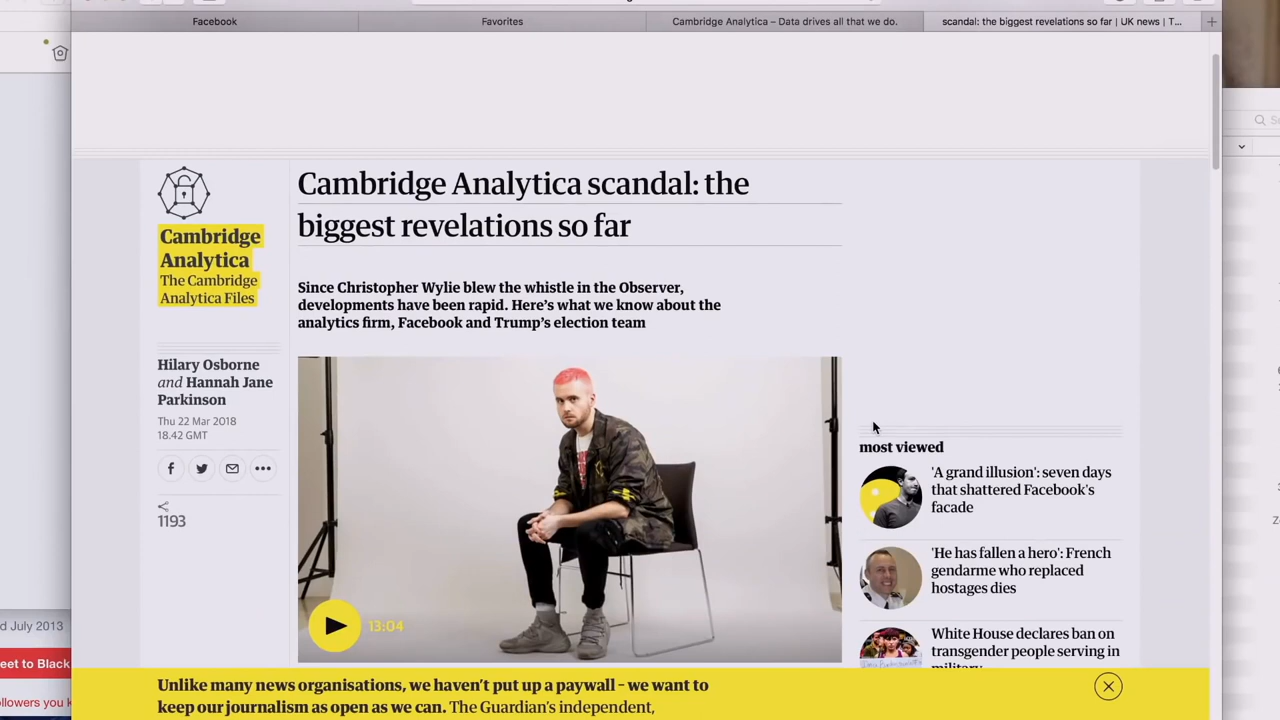 Facebook
Favorites
Cambridge Analytica – Data drives all that we do.
scandal: the biggest revelations so far | UK news | T...
Cambridge
Analytica
The Cambridge
Analytica Files
Cambridge Analytica scandal: the
biggest revelations so far
Since Christopher Wylie blew the whistle in the Observer,
developments have been rapid. Here's what we know about the
analytics firm, Facebook and Trump's election team
Hilary Osborne
and Hannah Jane
Parkinson
Thu 22 Mar 2018
18.42 GMT
1193
13:04
most viewed
'A grand illusion': seven days
that shattered Facebook's
facade
'He has fallen a hero': French
gendarme who replaced
hostages dies
White House declares ban on
transgender people serving in
military
Unlike many news organisations, we haven't put up a paywall – we want to
keep our journalism as open as we can. The Guardian's independent,
d July 2013
eet to Black
ollowers you k